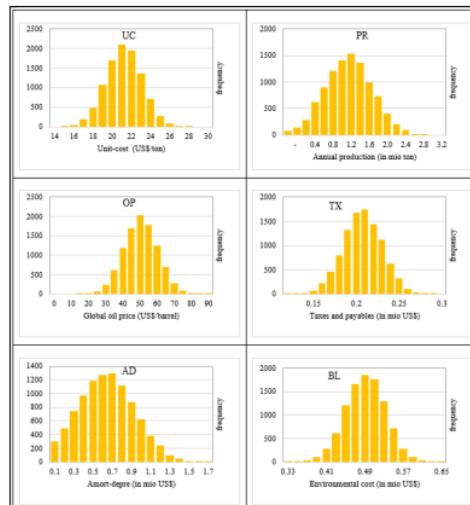 UC
2500
2000
1500
1000
500
0
14 16 18 20 22 24 26 28 30
Unit-cost (US$/ton)
frequency
PR
2000
1500
1000
500
0
- 0.4 0.8 1.2 1.6 2.0 2.4 2.8 3.2
Annual production (in mio ton)
frequency
OP
2500
2000
1500
1000
500
0
0 10 20 30 40 50 60 70 80 90
Global oil price (US$/barrel)
frequency
TX
2000
1500
1000
500
0
0.15 0.2 0.25 0.3
Taxes and payables (in mio US$)
frequency
AD
1400
1200
1000
800
600
400
200
0
0.1 0.3 0.5 0.7 0.9 1.1 1.3 1.5 1.7
Amort-depre (in mio US$)
frequency
BL
2000
1500
1000
500
0
0.33 0.41 0.49 0.57 0.65
Environmental cost (in mio US$)
frequency